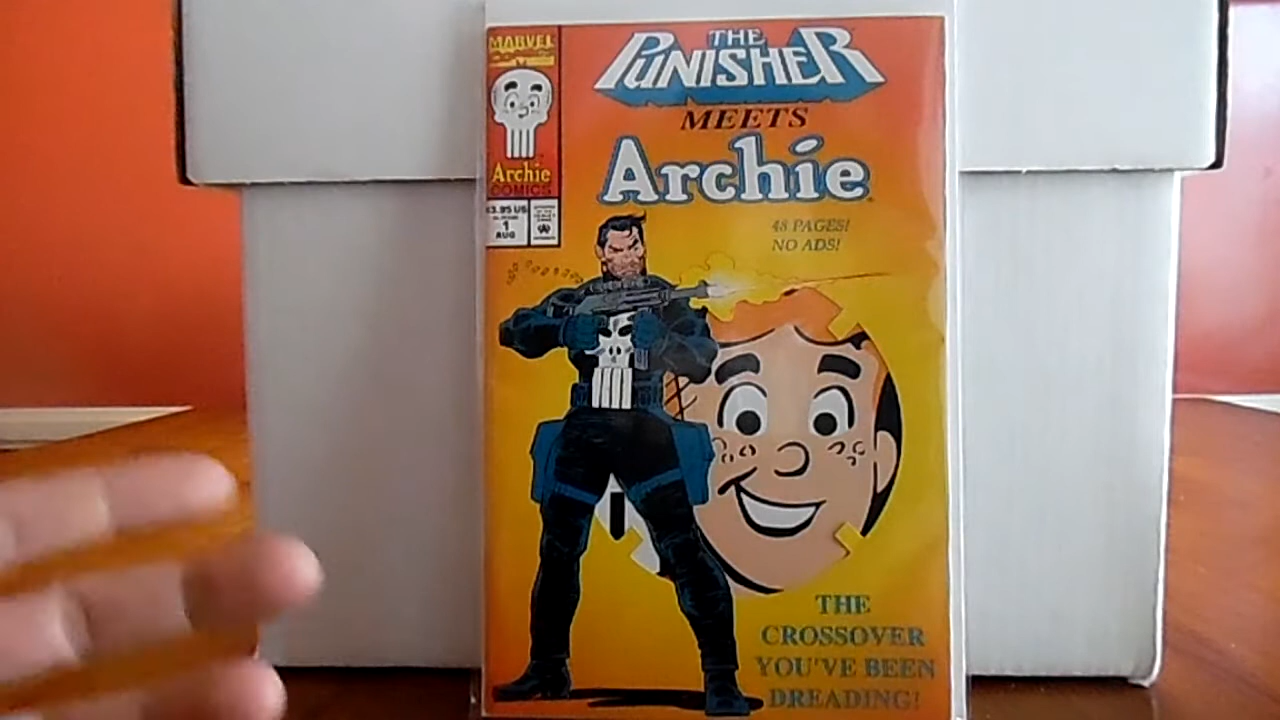 MARVEL
COMICS
Archie
COMICS
$3.95 US
1
AUG
THE
PUNISHER
MEETS
Archie
48 PAGES!
NO ADS!
THE
CROSSOVER
YOU'VE BEEN
DREADING!